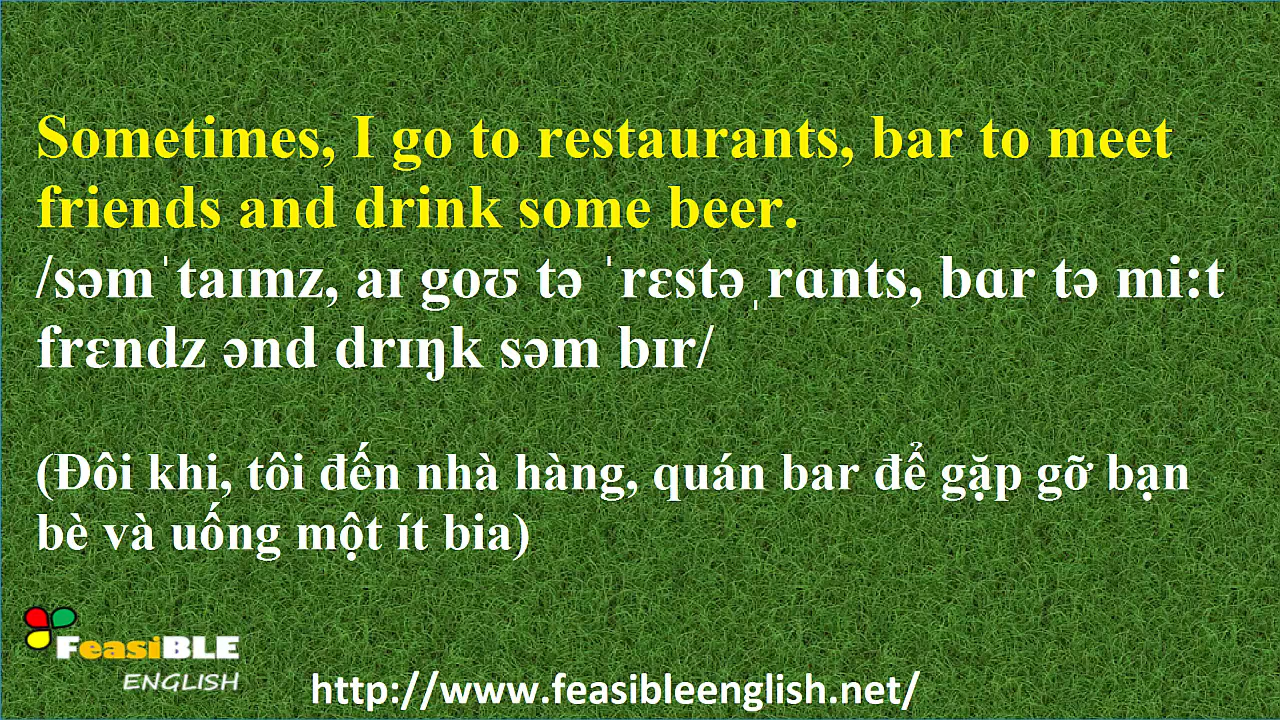 Sometimes, I go to restaurants, bar to meet
friends and drink some beer.
/səmˈtaɪmz, aɪ goʊ tə ˈrɛstəˌrɑnts, bɑr tə mi:t
frɛndz ənd drɪŋk səm bɪr/
(Đôi khi, tôi đến nhà hàng, quán bar để gặp gỡ bạn
bè và uống một ít bia)
FeasiBLE
ENGLISH
http://www.feasibleenglish.net/